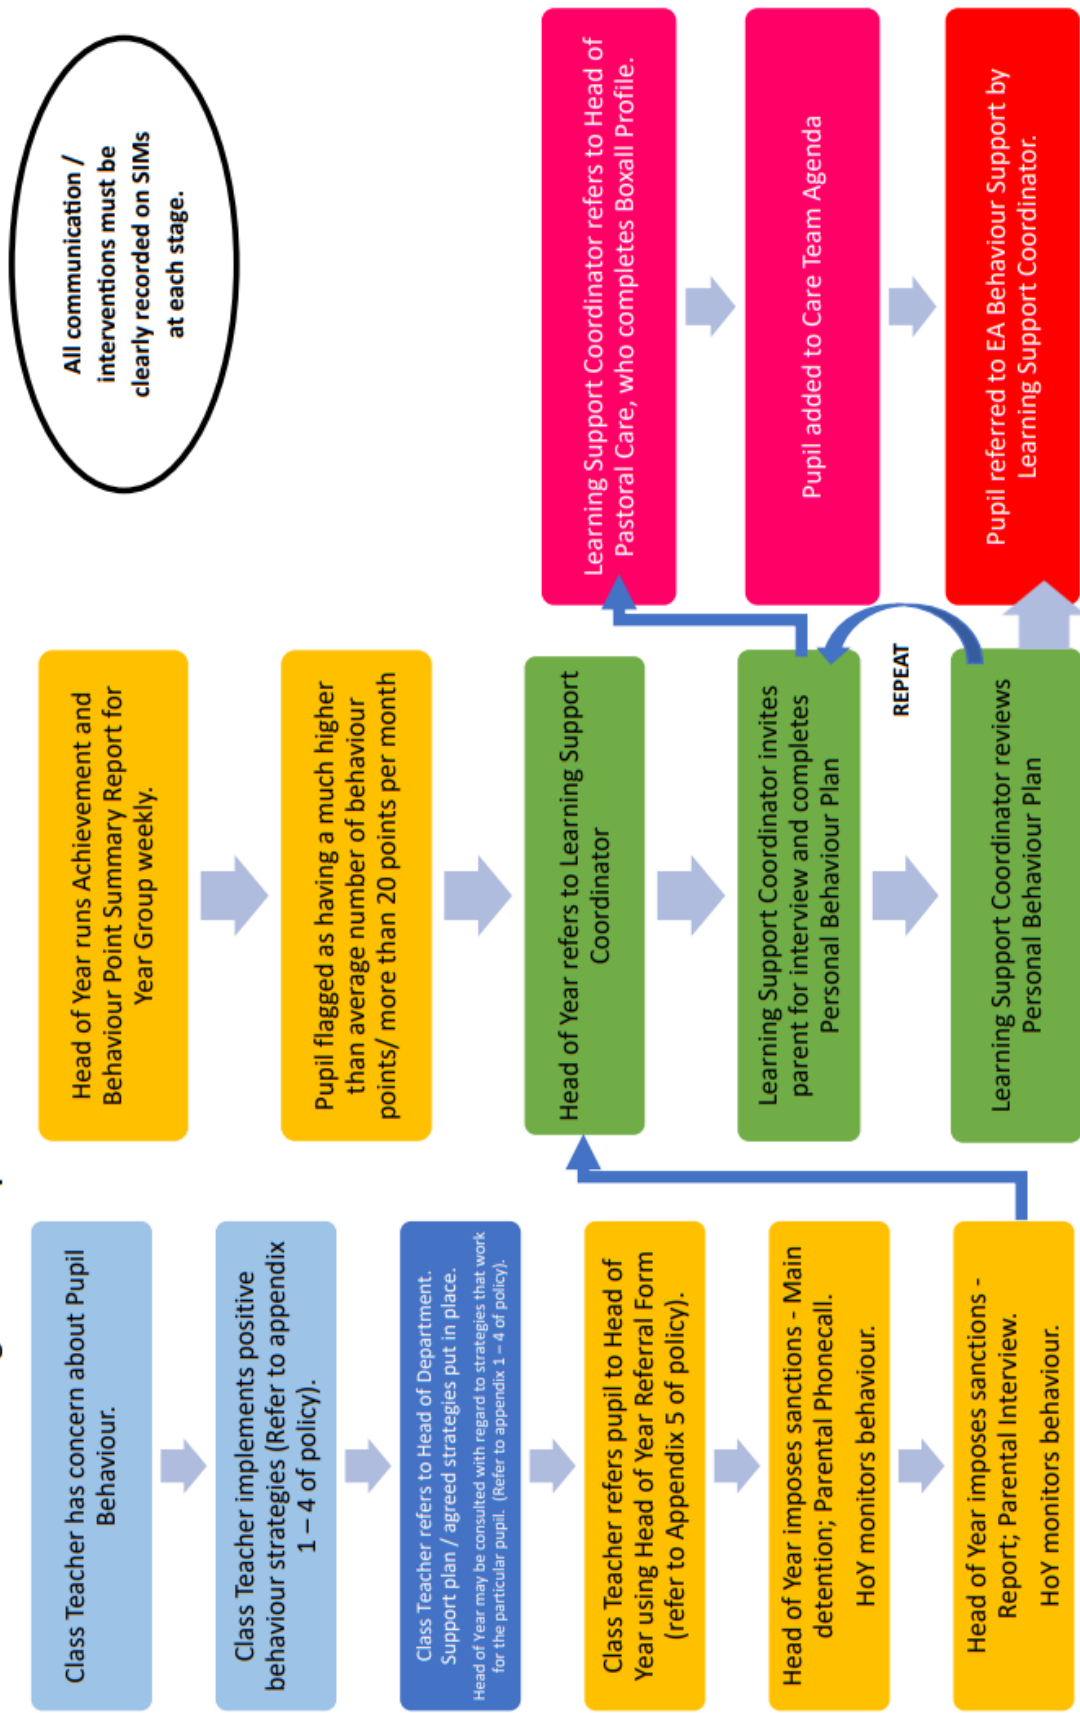 Class Teacher has concern about Pupil
Behaviour.
Class Teacher implements positive
behaviour strategies (Refer to appendix
1 – 4 of policy).
Class Teacher refers to Head of Department.
Support plan / agreed strategies put in place.
Head of Year may be consulted with regard to strategies that work
for the particular pupil. (Refer to appendix 1 – 4 of policy).
Class Teacher refers pupil to Head of
Year using Head of Year Referral Form
(refer to Appendix 5 of policy).
Head of Year imposes sanctions - Main
detention; Parental Phonecall.
HoY monitors behaviour.
Head of Year imposes sanctions -
Report; Parental Interview.
HoY monitors behaviour.
Head of Year runs Achievement and
Behaviour Point Summary Report for
Year Group weekly.
Pupil flagged as having a much higher
than average number of behaviour
points/ more than 20 points per month
Head of Year refers to Learning Support
Coordinator
Learning Support Coordinator invites
parent for interview and completes
Personal Behaviour Plan
REPEAT
Learning Support Coordinator reviews
Personal Behaviour Plan
All communication /
interventions must be
clearly recorded on SIMs
at each stage.
Learning Support Coordinator refers to Head of
Pastoral Care, who completes Boxall Profile.
Pupil added to Care Team Agenda
Pupil referred to EA Behaviour Support by
Learning Support Coordinator.